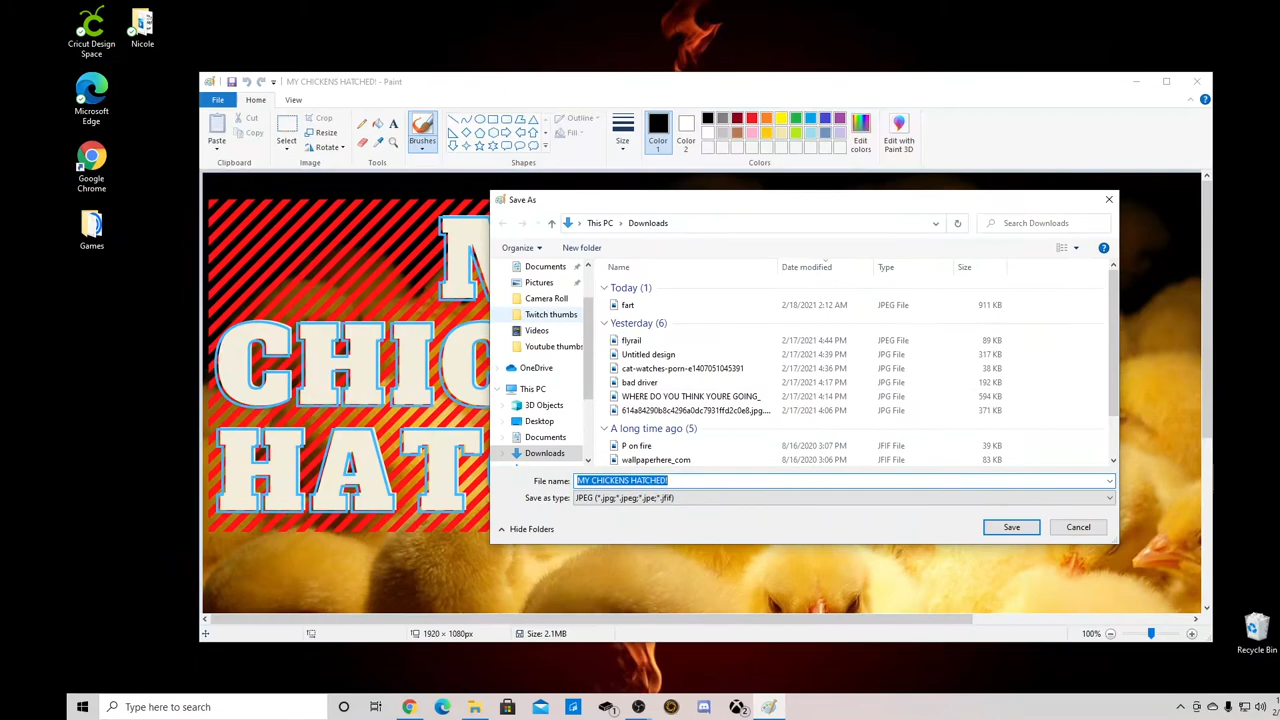 Cricut Design Space
Nicole
Microsoft Edge
Google Chrome
Games
Recycle Bin
MY CHICKENS HATCHED! - Paint
File
Home
View
Paste
Cut
Copy
Clipboard
Select
Crop
Resize
Rotate
Image
Tools
Brushes
Shapes
Outline
Fill
Size
Color 1
Color 2
Colors
Edit colors
Edit with Paint 3D
CHIC
HAT
Save As
This PC
Downloads
Search Downloads
Organize
New folder
Documents
Pictures
Camera Roll
Twitch thumbs
Videos
Youtube thumbs
OneDrive
This PC
3D Objects
Desktop
Documents
Downloads
Name Date modified Type Size
Today (1)
fart 2/18/2021 2:12 AM JPEG File 911 KB
Yesterday (6)
flyrail 2/17/2021 4:44 PM JPEG File 89 KB
Untitled design 2/17/2021 4:39 PM JPG File 317 KB
cat-watches-porn-e1407051045391 2/17/2021 4:36 PM JPG File 38 KB
bad driver 2/17/2021 4:17 PM JPG File 192 KB
WHERE DO YOU THINK YOURE GOING_ 2/17/2021 4:06 PM JPG File 594 KB
614a84290b8c4296a0dc7931ffd2c0e8.jpg.... 2/17/2021 4:06 PM JPG File 371 KB
A long time ago (5)
P on fire 8/16/2020 3:07 PM JFIF File 39 KB
wallpaperhere_com 8/16/2020 3:06 PM JFIF File 83 KB
File name: MY CHICKENS HATCHED!
Save as type: JPEG (*.jpg;*.jpeg;*.jpe;*.jfif)
Hide Folders
Save
Cancel
1920 × 1080px
Size: 2.1MB
100%
Type here to search